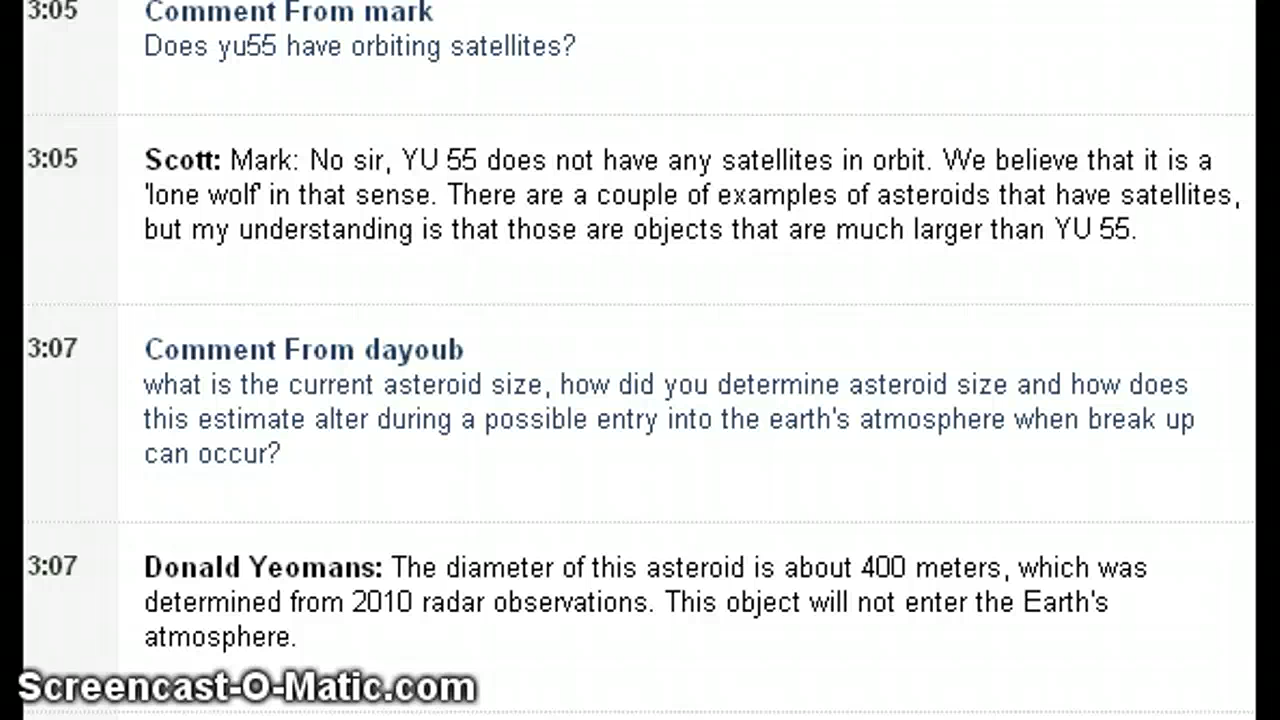 3:05 Comment From mark
Does yu55 have orbiting satellites?
3:05 Scott: Mark: No sir, YU 55 does not have any satellites in orbit. We believe that it is a
'lone wolf' in that sense. There are a couple of examples of asteroids that have satellites,
but my understanding is that those are objects that are much larger than YU 55.
3:07 Comment From dayoub
what is the current asteroid size, how did you determine asteroid size and how does
this estimate alter during a possible entry into the earth's atmosphere when break up
can occur?
3:07 Donald Yeomans: The diameter of this asteroid is about 400 meters, which was
determined from 2010 radar observations. This object will not enter the Earth's
atmosphere.
Screencast-O-Matic.com